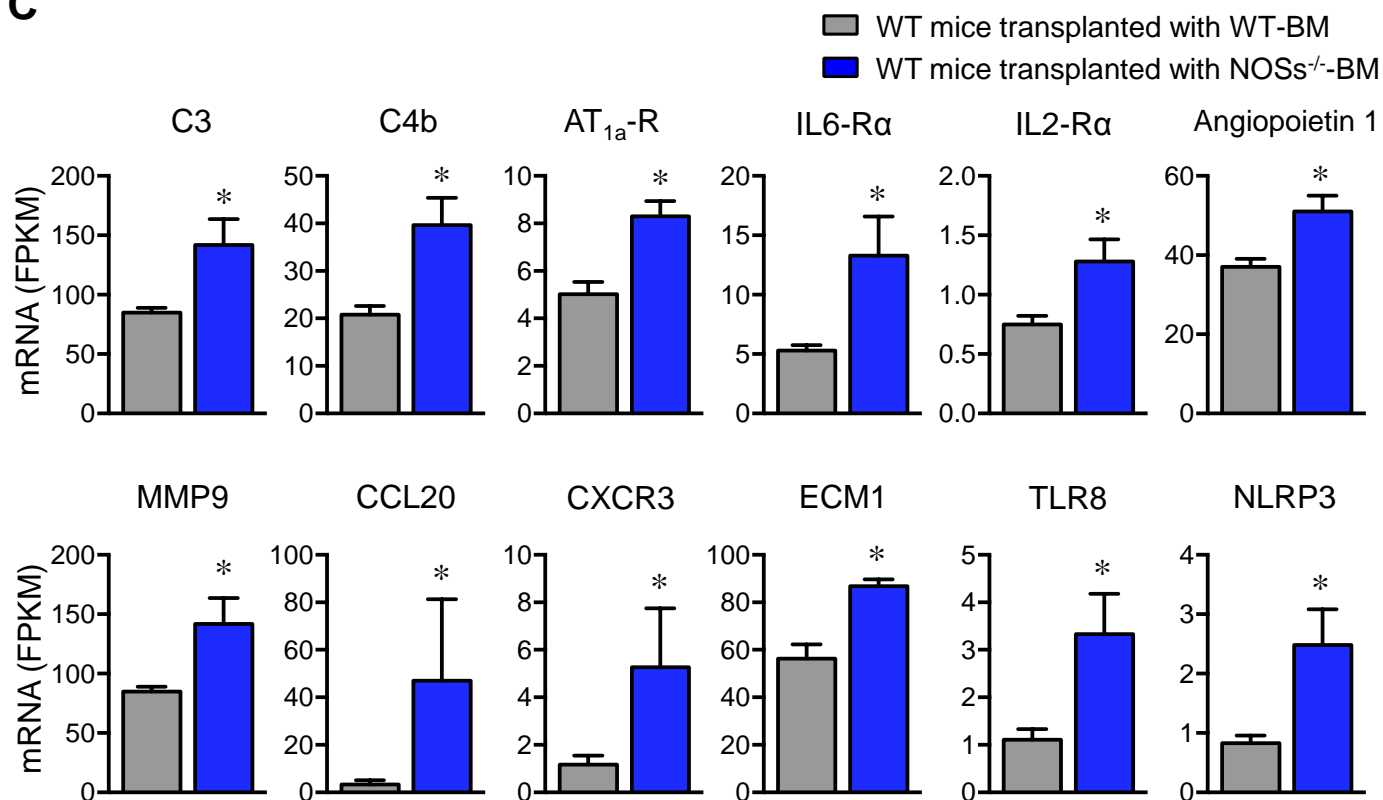 C
WT mice transplanted with WT-BM
WT mice transplanted with NOSs-/--BM
C3 C4b AT1a-R IL6-Rα IL2-Rα Angiopoietin 1
mRNA (FPKM)
200 50 10 20 2.0 60
150 40 8 15 1.5 40
100 30 6 10 1.0 20
50 20 4 5 0.5 0
0 10 2 0 0.0
0 0
* * * * * *
MMP9 CCL20 CXCR3 ECM1 TLR8 NLRP3
mRNA (FPKM)
200 100 10 100 5 4
150 80 8 80 4 3
100 60 6 60 3 2
50 40 4 40 2 1
0 20 2 20 1 0
0 0 0 0
* * * * * *